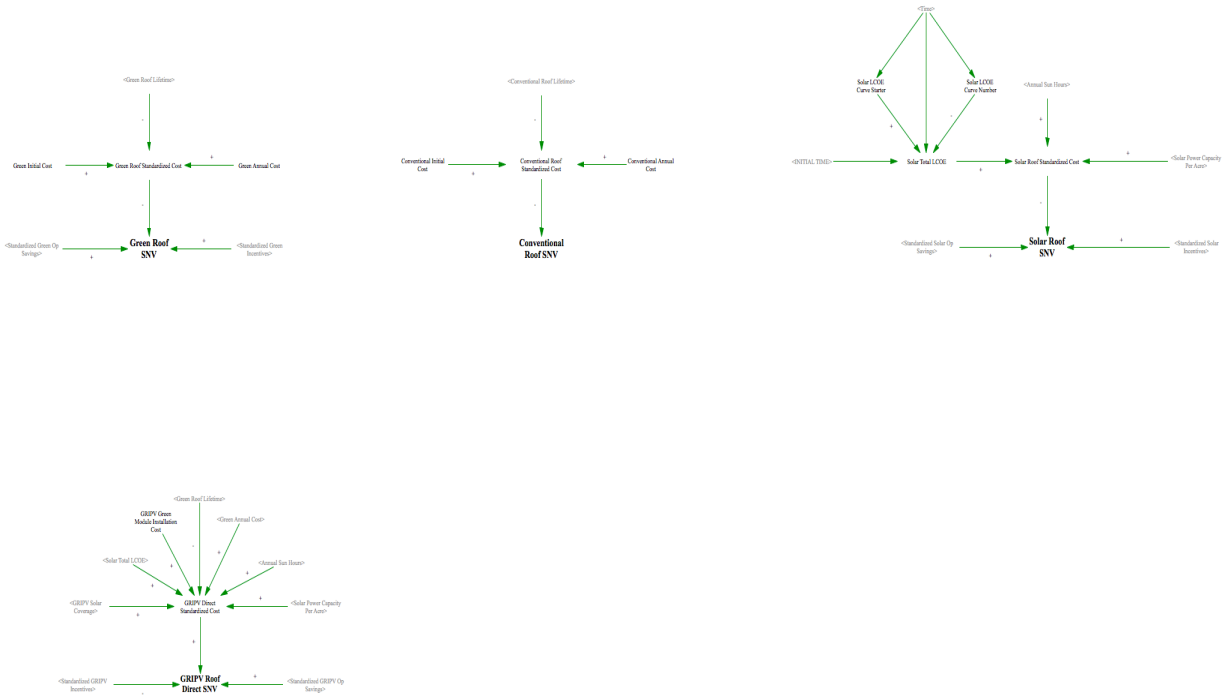 <Time>
<Green Roof Lifetime>
<Conventional Roof Lifetime>
Solar LCOE
Curve Starter
Solar LCOE
Curve Number
<Annual Sun Hours>
-
-
+
-
+
Green Initial Cost
+
Green Roof Standardized Cost
+
Green Annual Cost
Conventional Initial
Cost
+
Conventional Roof
Standardized Cost
+
Conventional Annual
Cost
<INITIAL TIME>
Solar Total LCOE
+
Solar Roof Standardized Cost
+
<Solar Power Capacity
Per Acre>
-
-
-
<Standardized Green Op
Savings>
+
Green Roof
SNV
+
<Standardized Green
Incentives>
Conventional
Roof SNV
<Standardized Solar Op
Savings>
+
Solar Roof
SNV
+
<Standardized Solar
Incentives>
<Green Roof Lifetime>
GRIPV Green
Module Installation
Cost
<Green Annual Cost>
-
+
+
<Solar Total LCOE>
+
+
<Annual Sun Hours>
<GRIPV Solar
Coverage>
+
GRIPV Direct
Standardized Cost
+
<Solar Power Capacity
Per Acre>
+
<Standardized GRIPV
Incentives>
-
GRIPV Roof
Direct SNV
+
<Standardized GRIPV Op
Savings>